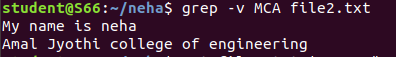 student@S66:~/neha$ grep -v MCA file2.txt
My name is neha
Amal Jyothi college of engineering